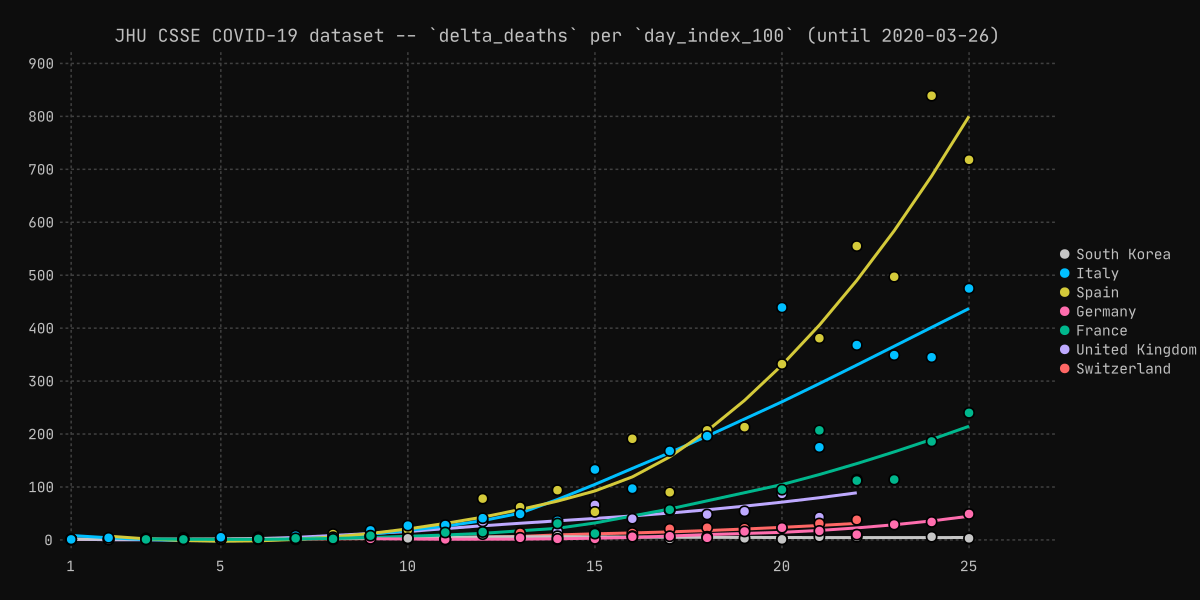 JHU CSSE COVID-19 dataset -- `delta_deaths` per `day_index_100` (until 2020-03-26)
900
800
700
600
500
400
300
200
100
0
1 5 10 15 20 25
South Korea
Italy
Spain
Germany
France
United Kingdom
Switzerland